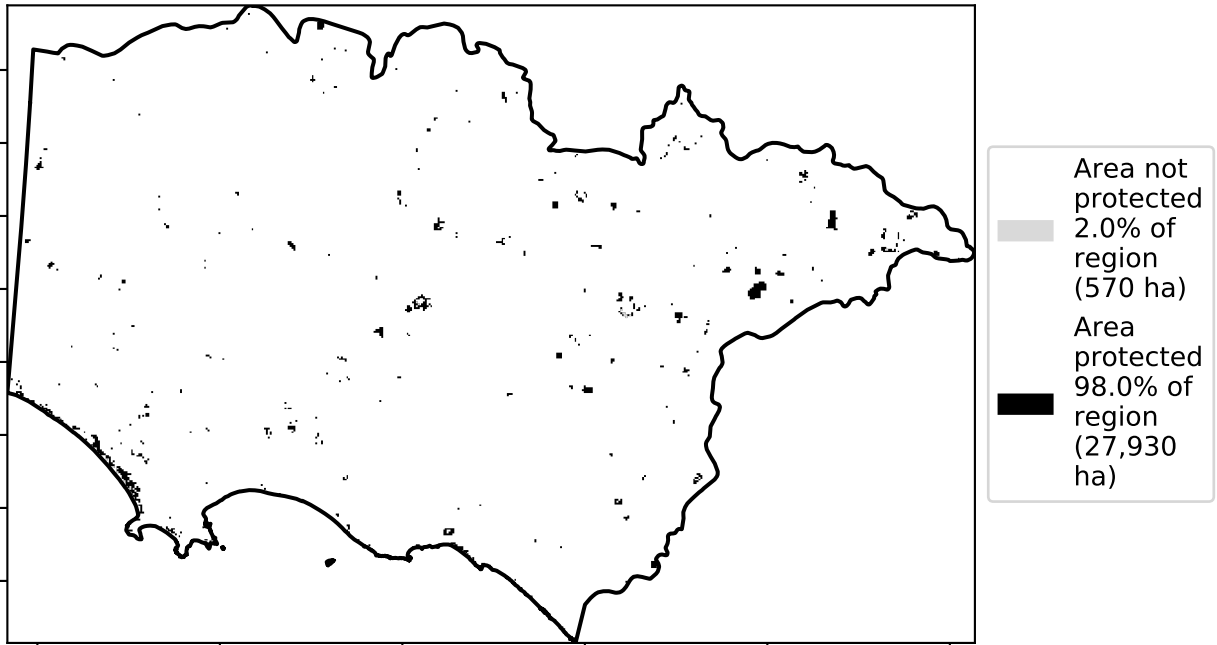 Area not
protected
2.0% of
region
(570 ha)
Area
protected
98.0% of
region
(27,930
ha)